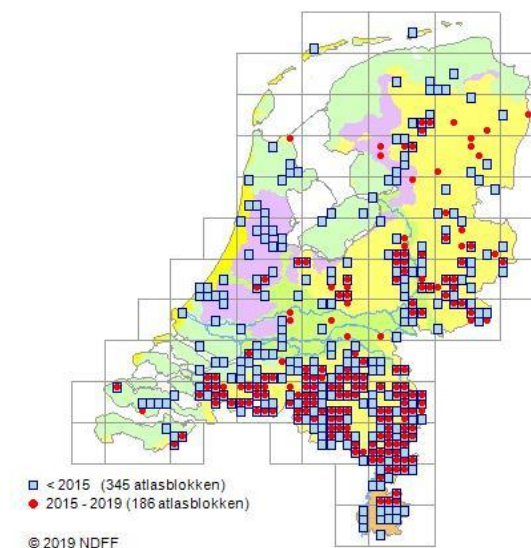 < 2015 (345 atlasblokken)
2015 - 2019 (186 atlasblokken)
© 2019 NDFF